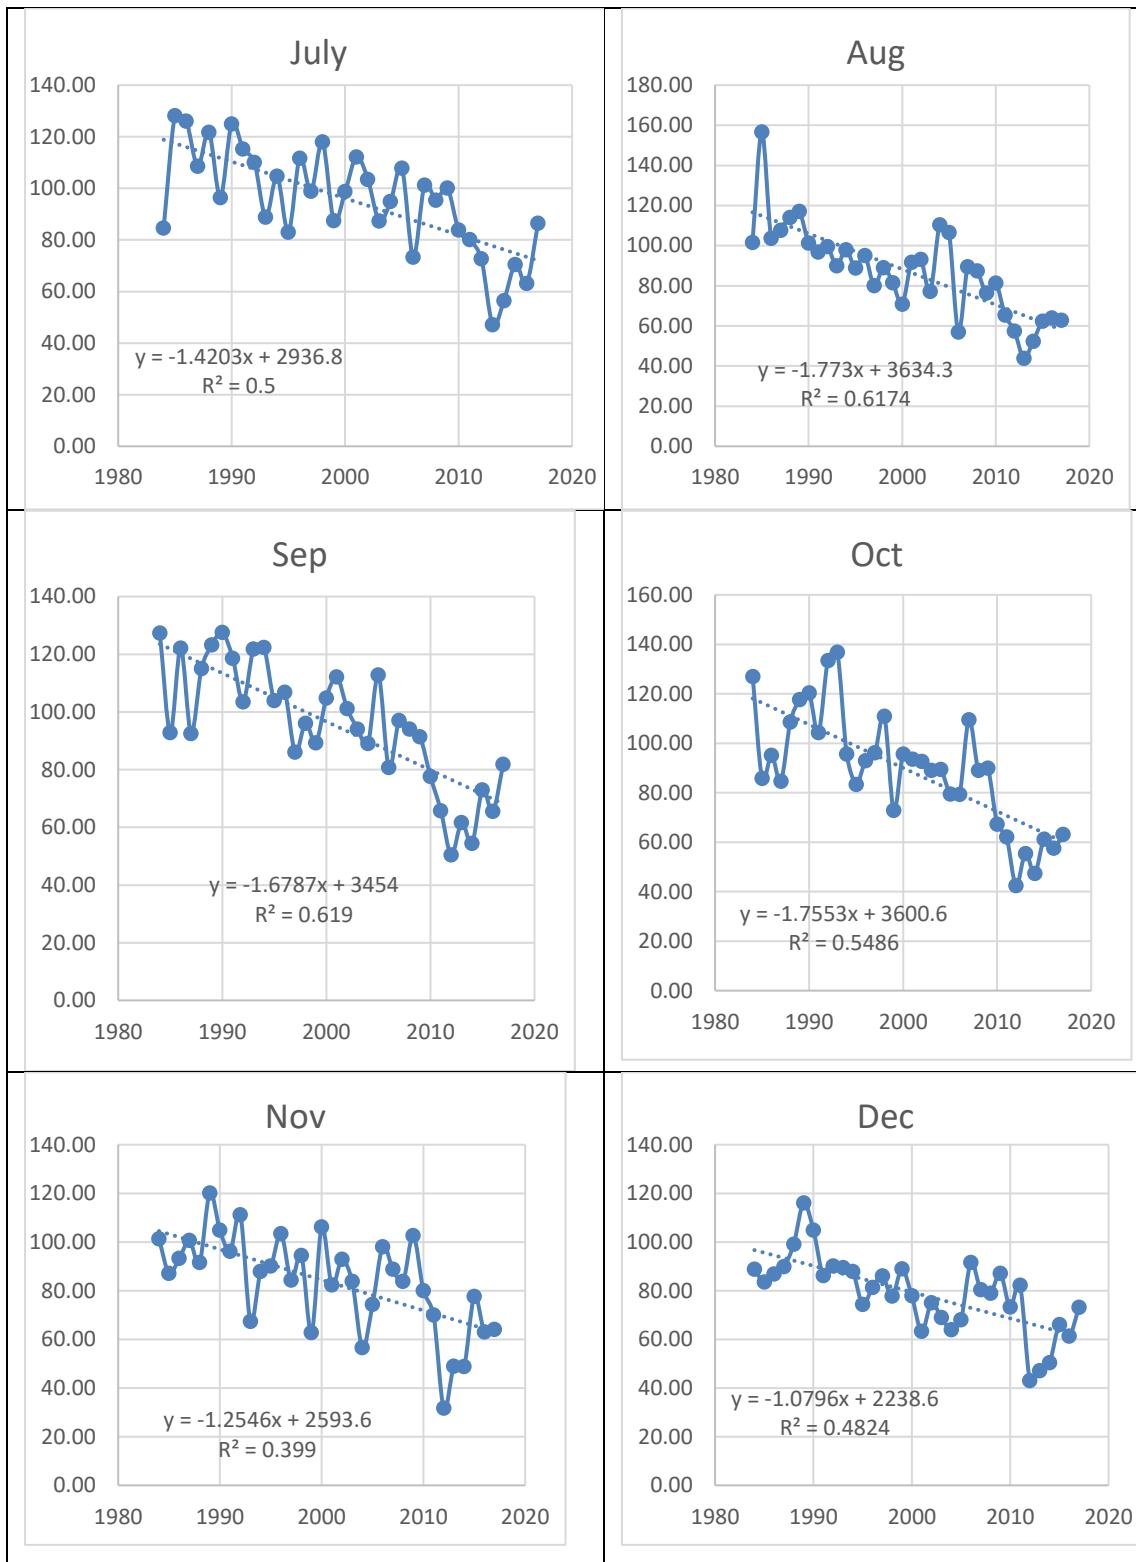 July
140.00
120.00
100.00
80.00
60.00
40.00
20.00
0.00
y = -1.4203x + 2936.8
R² = 0.5
1980 1990 2000 2010 2020
Aug
180.00
160.00
140.00
120.00
100.00
80.00
60.00
40.00
20.00
0.00
y = -1.773x + 3634.3
R² = 0.6174
1980 1990 2000 2010 2020
Sep
140.00
120.00
100.00
80.00
60.00
40.00
20.00
0.00
y = -1.6787x + 3454
R² = 0.619
1980 1990 2000 2010 2020
Oct
160.00
140.00
120.00
100.00
80.00
60.00
40.00
20.00
0.00
y = -1.7553x + 3600.6
R² = 0.5486
1980 1990 2000 2010 2020
Nov
140.00
120.00
100.00
80.00
60.00
40.00
20.00
0.00
y = -1.2546x + 2593.6
R² = 0.399
1980 1990 2000 2010 2020
Dec
140.00
120.00
100.00
80.00
60.00
40.00
20.00
0.00
y = -1.0796x + 2238.6
R² = 0.4824
1980 1990 2000 2010 2020